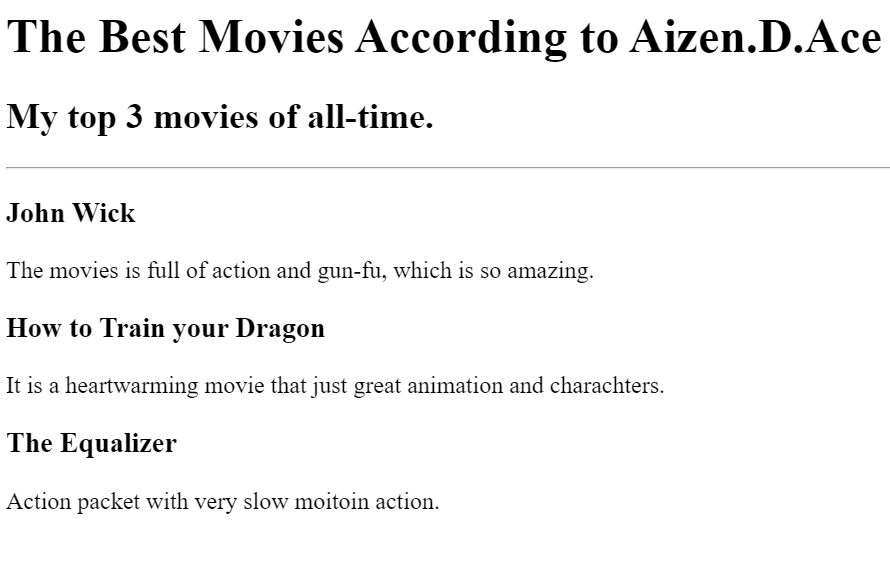 The Best Movies According to Aizen.D.Ace
My top 3 movies of all-time.
John Wick
The movies is full of action and gun-fu, which is so amazing.
How to Train your Dragon
It is a heartwarming movie that just great animation and charachters.
The Equalizer
Action packet with very slow moitoin action.